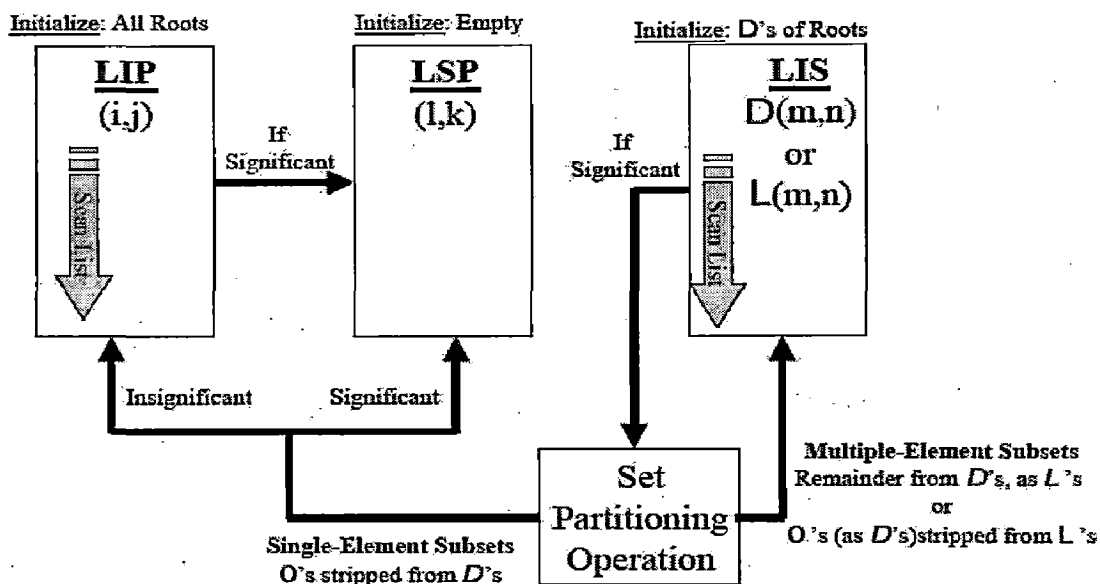 Initialize: All Roots
Initialize: Empty
Initialize: D's of Roots
LIP
(i,j)
Scan List
If
Significant
LSP
(l,k)
If
Significant
LIS
D(m,n)
or
L(m,n)
Scan List
Insignificant
Significant
Set
Partitioning
Operation
Single-Element Subsets
O's stripped from D's
Multiple-Element Subsets
Remainder from D's, as L's
or
O's (as D's)stripped from L's